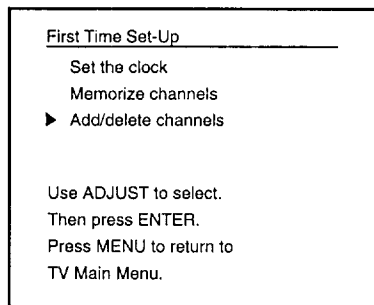 First Time Set-Up
Set the clock
Memorize channels
Add/delete channels
Use ADJUST to select.
Then press ENTER.
Press MENU to return to
TV Main Menu.